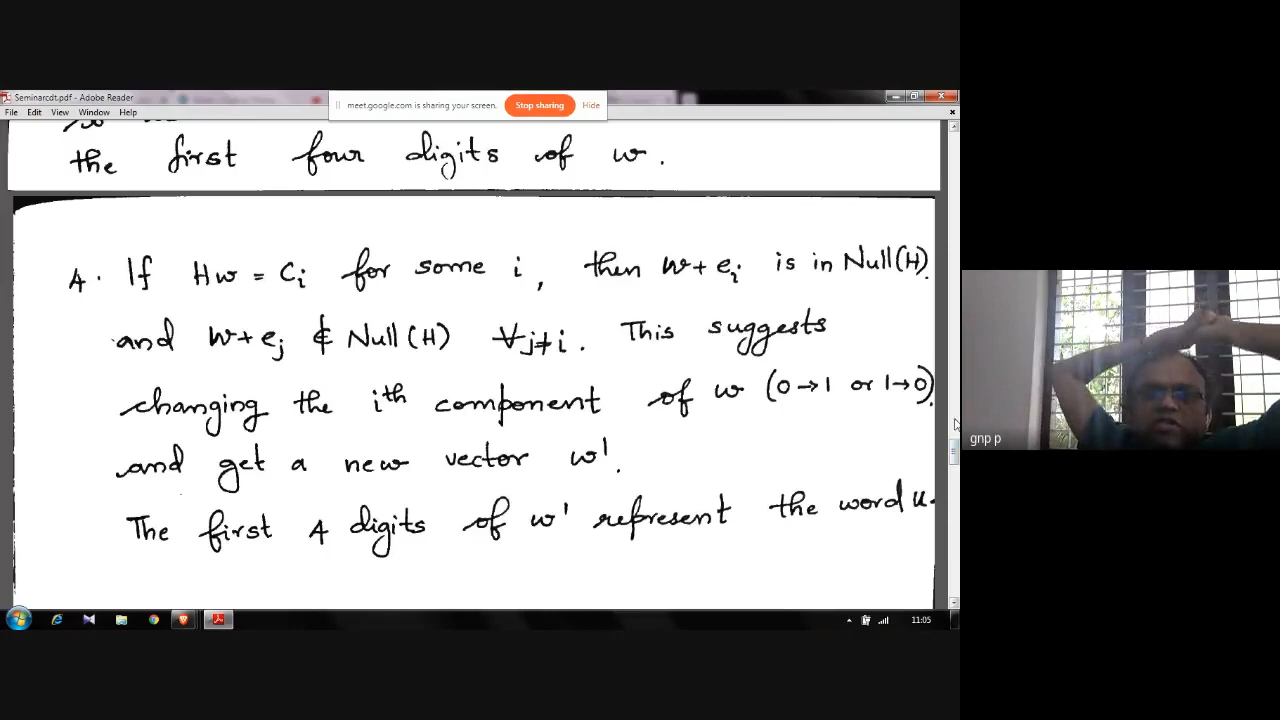 Seminarcdt.pdf - Adobe Reader
File Edit View Window Help
meet.google.com is sharing your screen. Stop sharing Hide
the first four digits of w.
4. If Hw = Ci for some i, then w+ei is in Null(H).
and w+ej ∉ Null(H) ∀j≠i. This suggests
changing the ith component of w (0→1 or 1→0).
and get a new vector w'.
The first 4 digits of w' represent the word u.
gnp p
11:05